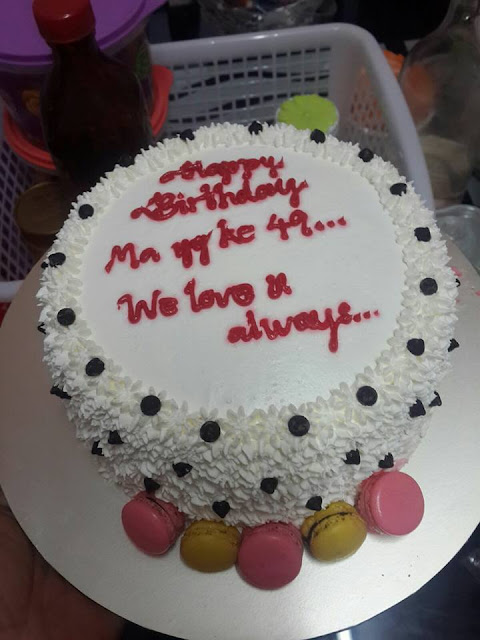 Happy
Birthday
Ma yg ke 49...
We love U
always...